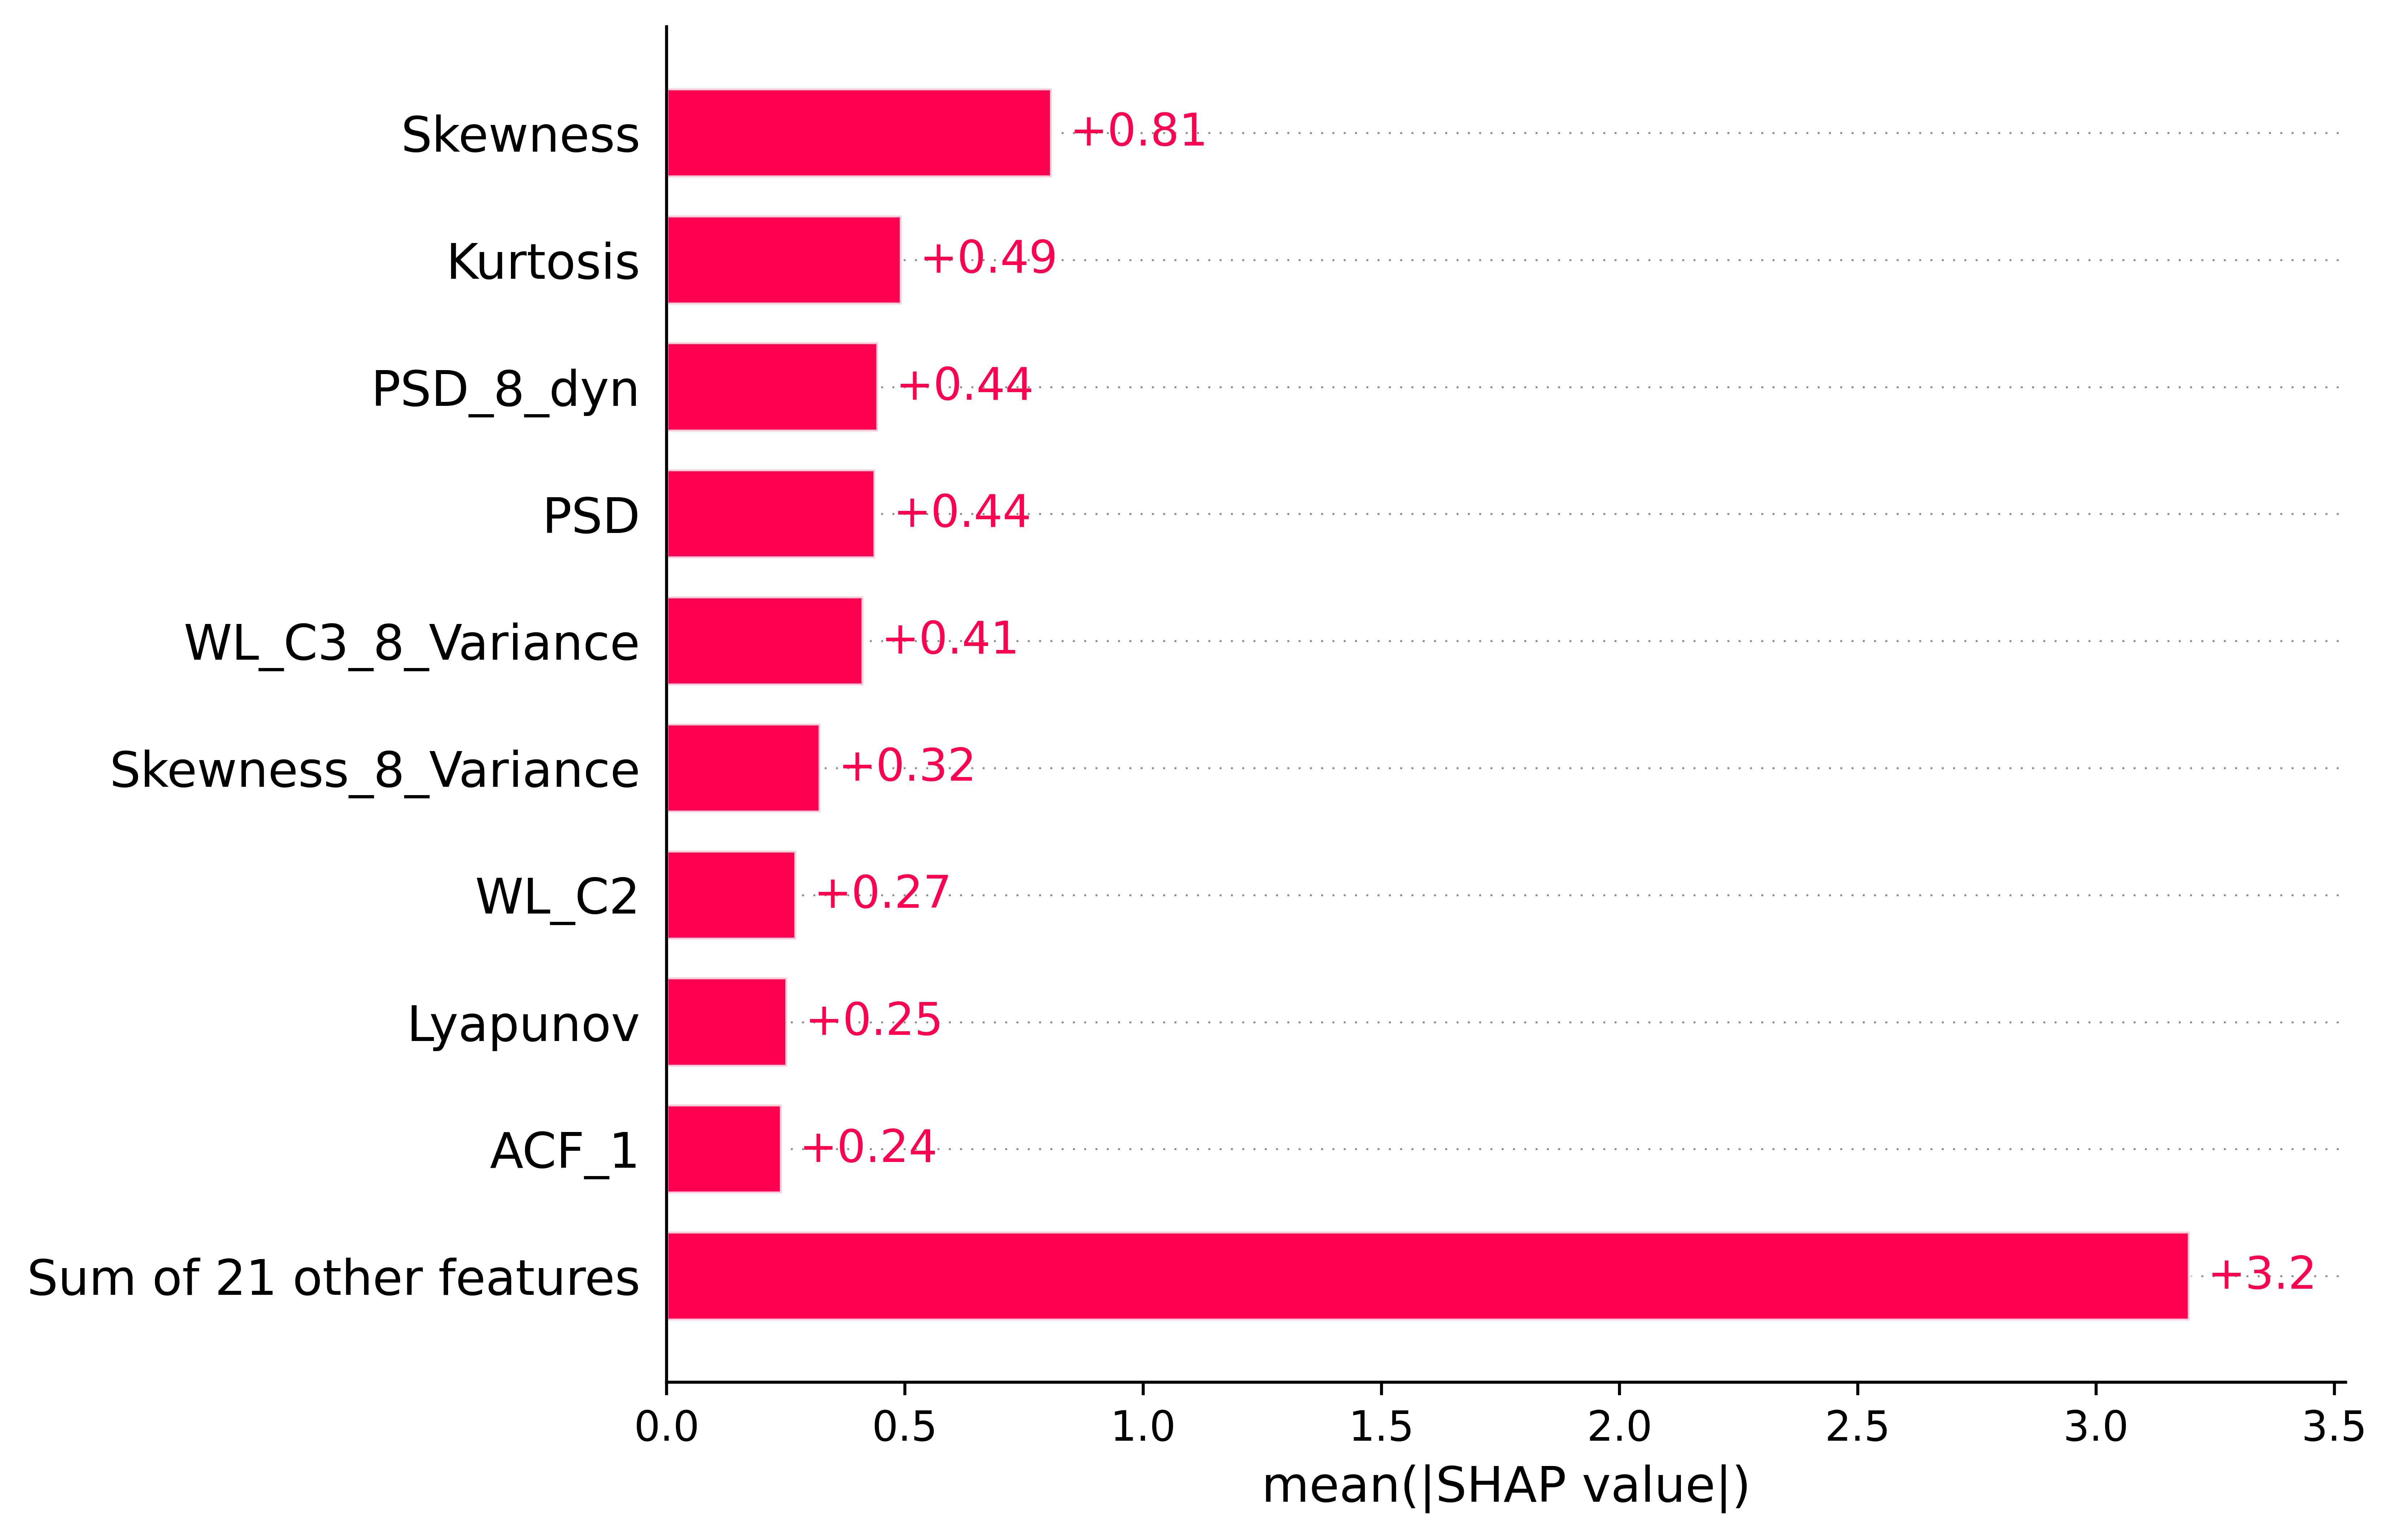 Skewness +0.81
Kurtosis +0.49
PSD_8_dyn +0.44
PSD +0.44
WL_C3_8_Variance +0.41
Skewness_8_Variance +0.32
WL_C2 +0.27
Lyapunov +0.25
ACF_1 +0.24
Sum of 21 other features +3.2
0.0 0.5 1.0 1.5 2.0 2.5 3.0 3.5
mean(|SHAP value|)